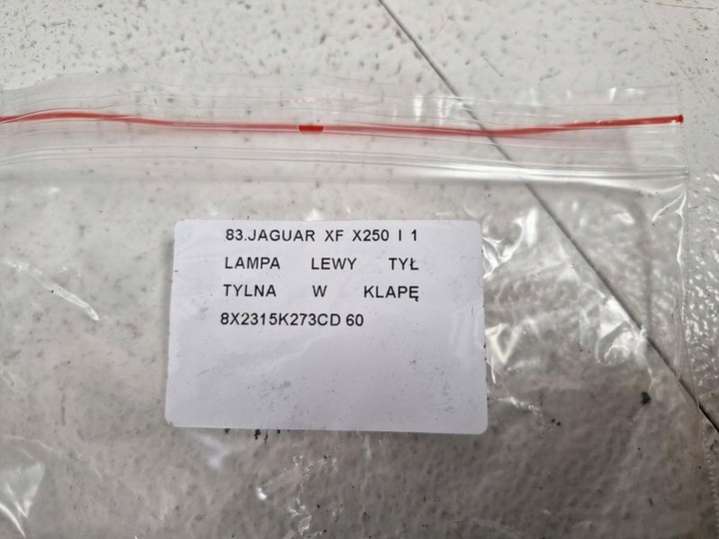 83.JAGUAR XF X250 I 1
LAMPA LEWY TYŁ
TYLNA W KLAPĘ
8X2315K273CD 60